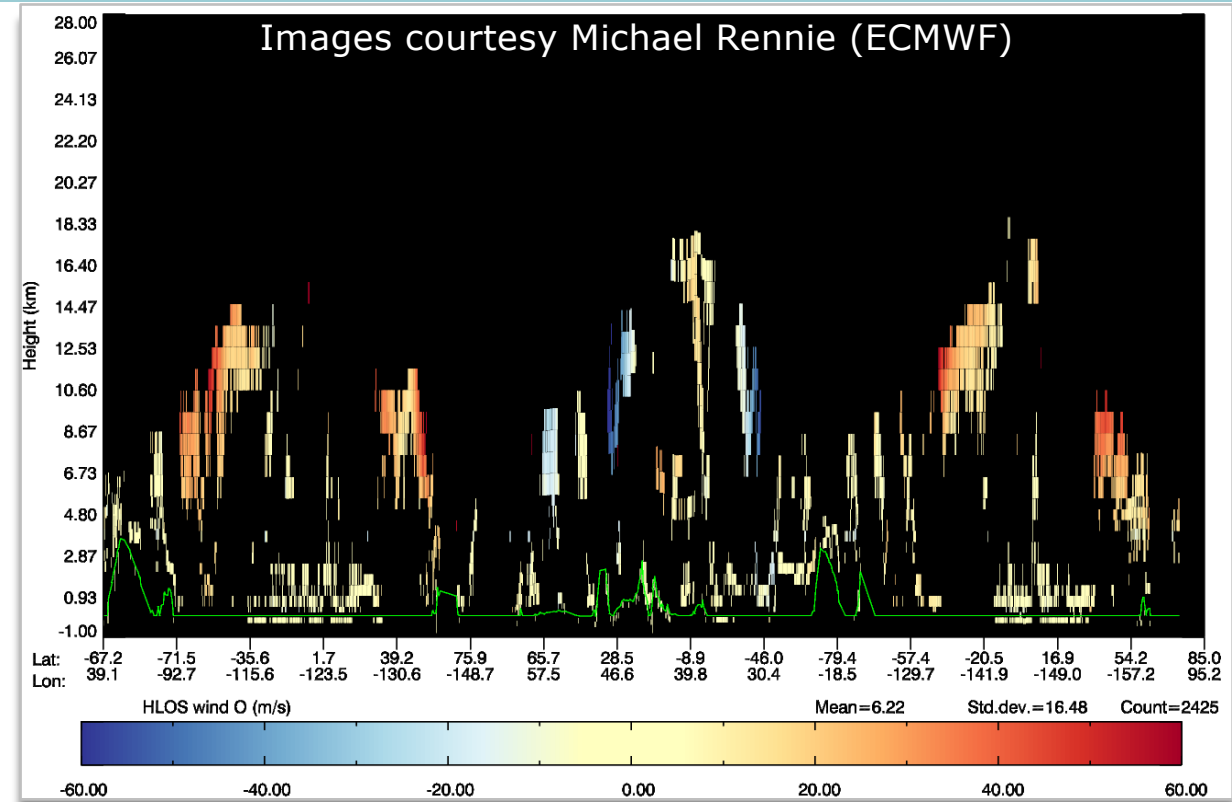 Images courtesy Michael Rennie (ECMWF)
28.00
26.07
24.13
22.20
20.27
18.33
16.40
14.47
12.53
10.60
8.67
6.73
4.80
2.87
0.93
-1.00
Height (km)
Lat: -67.2 -71.5 -35.6 1.7 39.2 75.9 65.7 28.5 -8.9 -46.0 -79.4 -57.4 -20.5 16.9 54.2 85.0
Lon: 39.1 -92.7 -115.6 -123.5 -130.6 -148.7 57.5 46.6 39.8 30.4 -18.5 -129.7 -141.9 -149.0 -157.2 95.2
HLOS wind O (m/s) Mean=6.22 Std.dev.=16.48 Count=2425
-60.00 -40.00 -20.00 0.00 20.00 40.00 60.00